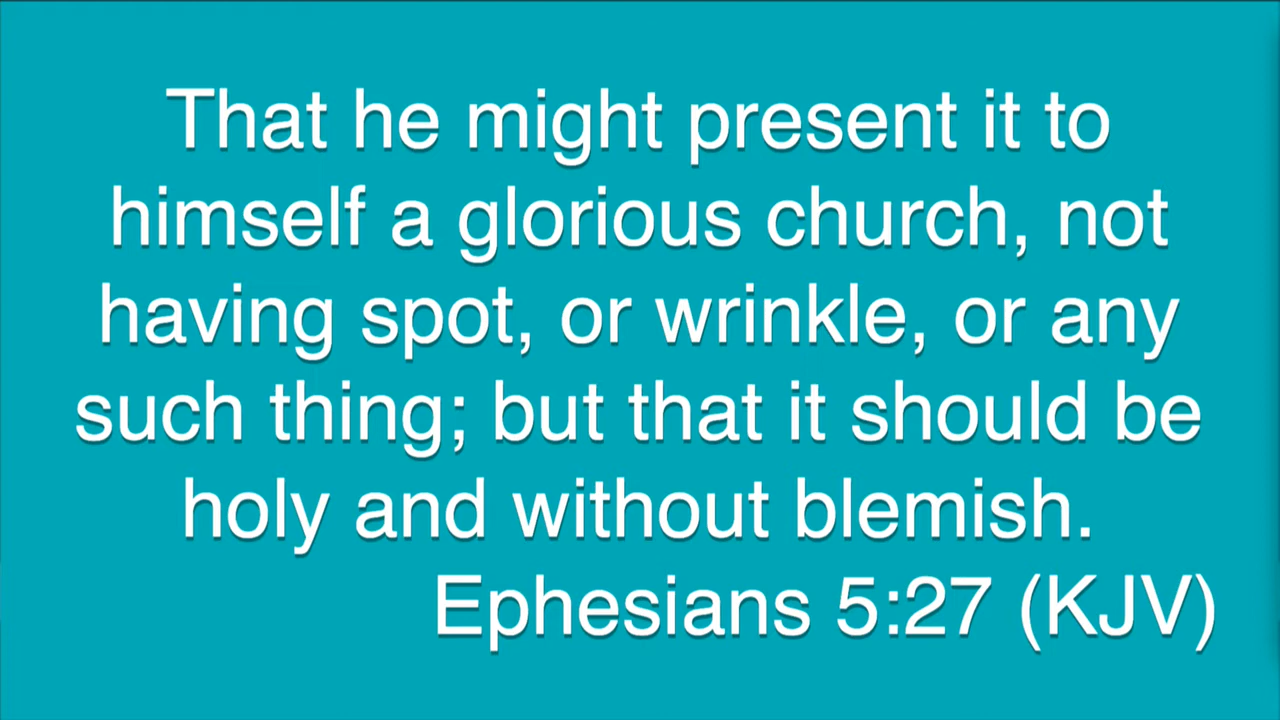 That he might present it to
himself a glorious church, not
having spot, or wrinkle, or any
such thing; but that it should be
holy and without blemish.
Ephesians 5:27 (KJV)